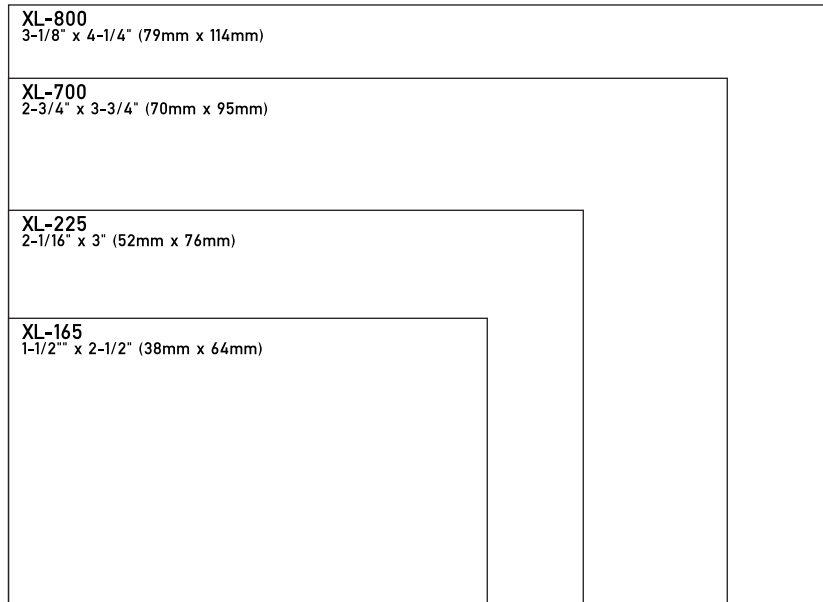 XL-800
3-1/8" x 4-1/4" (79mm x 114mm)
XL-700
2-3/4" x 3-3/4" (70mm x 95mm)
XL-225
2-1/16" x 3" (52mm x 76mm)
XL-165
1-1/2"" x 2-1/2" (38mm x 64mm)